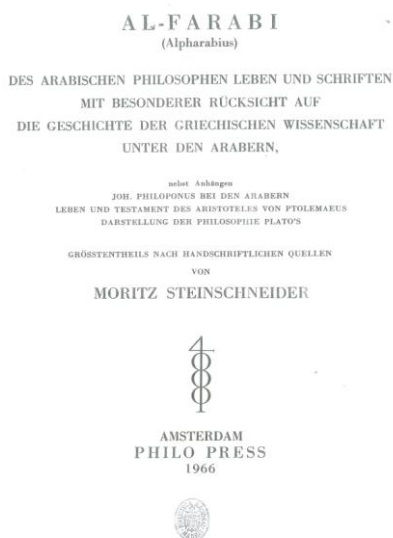 AL-FARABI
(Alpharabius)
DES ARABISCHEN PHILOSOPHEN LEBEN UND SCHRIFTEN
MIT BESONDERER RÜCKSICHT AUF
DIE GESCHICHTE DER GRIECHISCHEN WISSENSCHAFT
UNTER DEN ARABERN,
nebst Anhängen
JOH. PHILOPONUS BEI DEN ARABERN
LEBEN UND TESTAMENT DES ARISTOTELES VON PTOLEMAEUS
DARSTELLUNG DER PHILOSOPHIE PLATO'S
GRÖSSTENTHEILS NACH HANDSCHRIFTLICHEN QUELLEN
VON
MORITZ STEINSCHNEIDER
AMSTERDAM
PHILO PRESS
1966